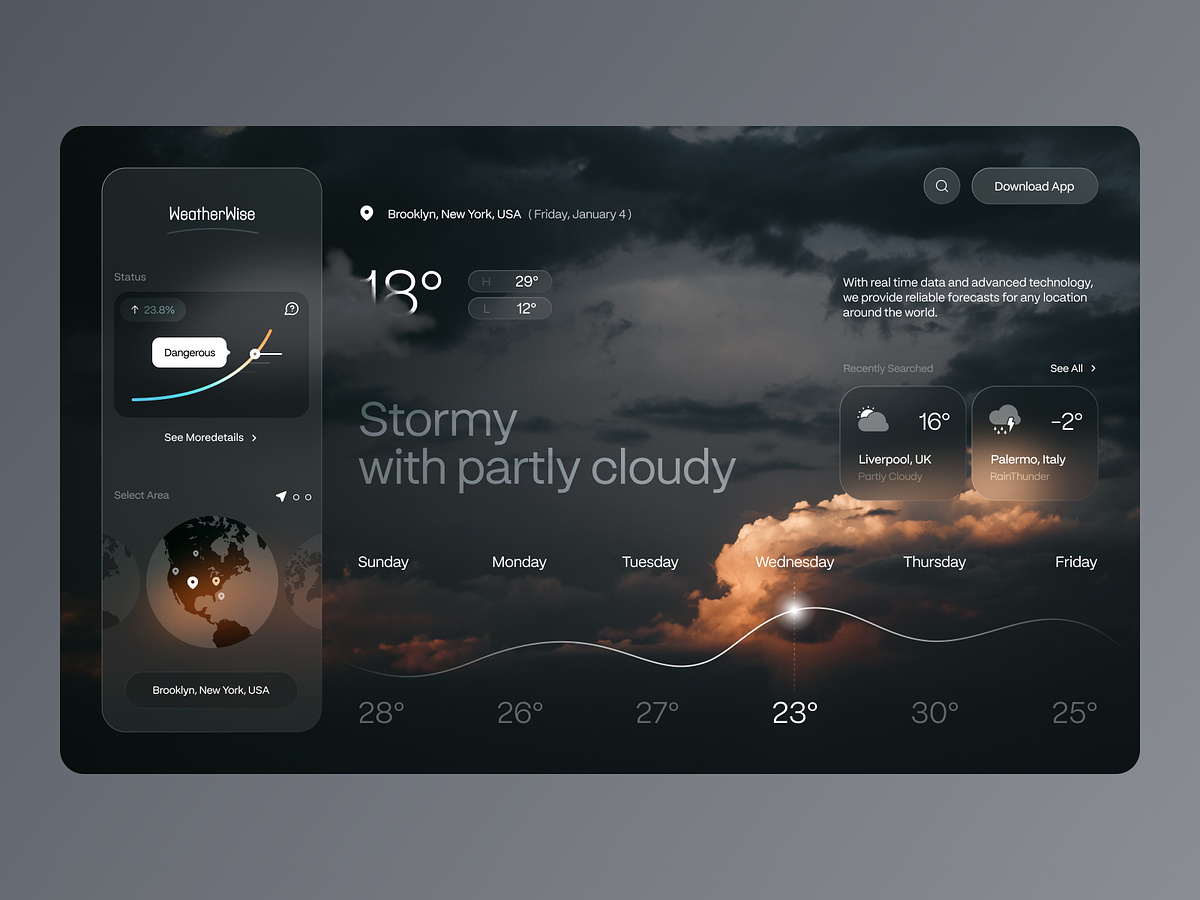 WeatherWise
Status
23.8%
Dangerous
See Moredetails
Select Area
Brooklyn, New York, USA
Brooklyn, New York, USA (Friday, January 4)
18°
H 29°
L 12°
Stormy
with partly cloudy
Download App
With real time data and advanced technology,
we provide reliable forecasts for any location
around the world.
Recently Searched
See All
16°
Liverpool, UK
Partly Cloudy
-2°
Palermo, Italy
RainThunder
Sunday Monday Tuesday Wednesday Thursday Friday
28° 26° 27° 23° 30° 25°